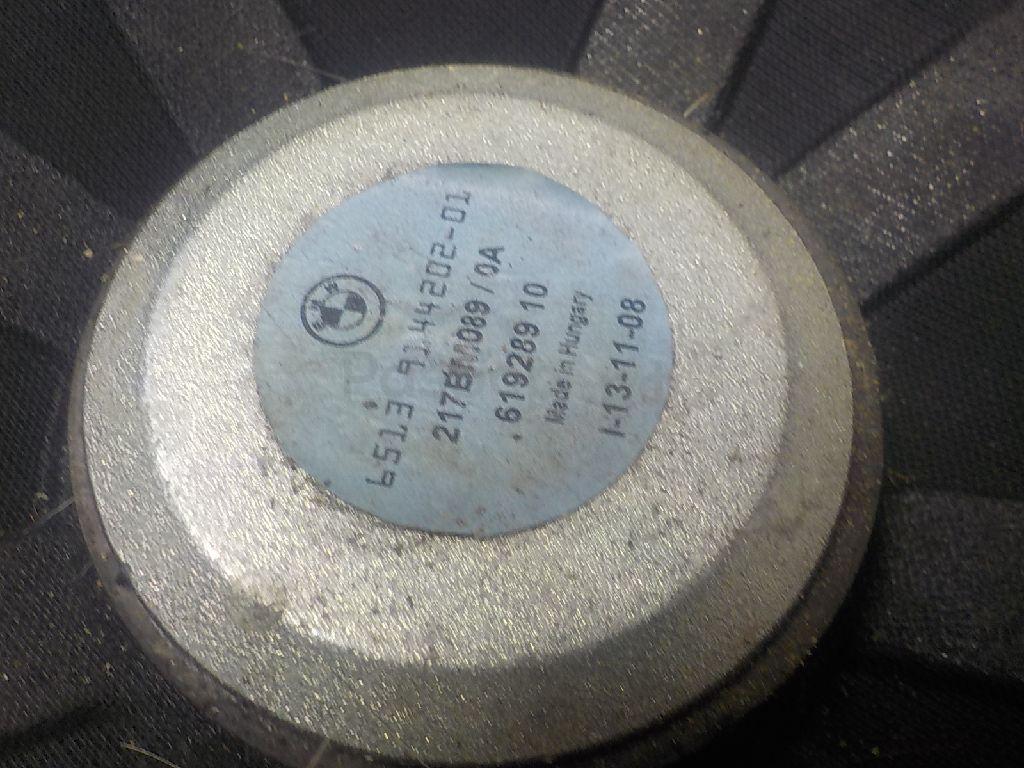 6513 9144202-01
217BM089/0A
.619289 10
Made in Hungary
I-13-11-08